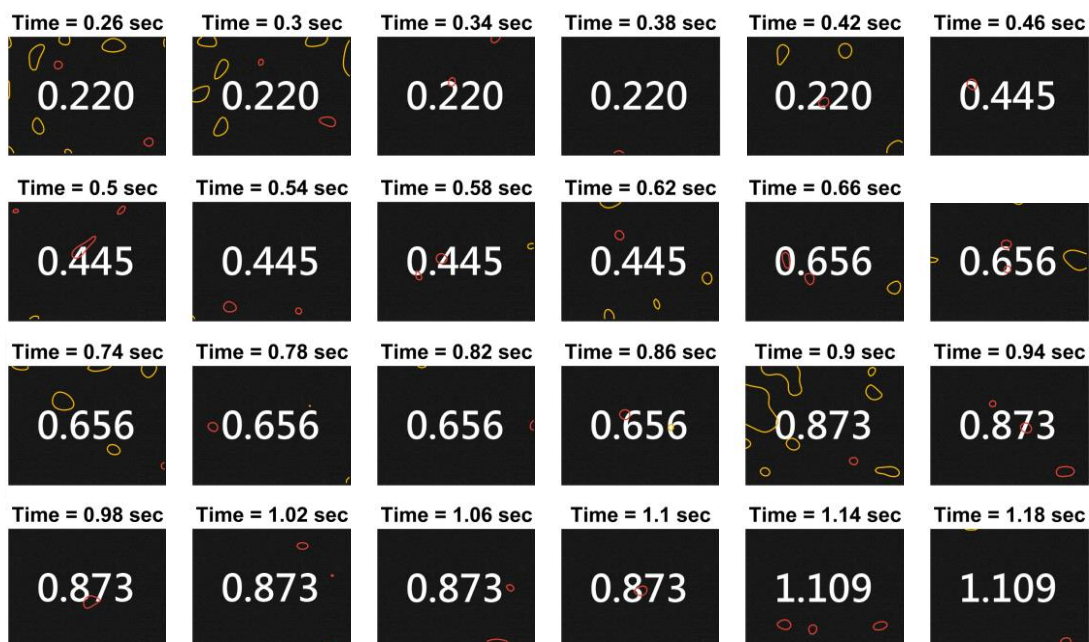 Time = 0.26 sec Time = 0.3 sec Time = 0.34 sec Time = 0.38 sec Time = 0.42 sec Time = 0.46 sec
0.220 0.220 0.220 0.220 0.220 0.445
Time = 0.5 sec Time = 0.54 sec Time = 0.58 sec Time = 0.62 sec Time = 0.66 sec
0.445 0.445 0.445 0.445 0.656 0.656
Time = 0.74 sec Time = 0.78 sec Time = 0.82 sec Time = 0.86 sec Time = 0.9 sec Time = 0.94 sec
0.656 0.656 0.656 0.656 0.873 0.873
Time = 0.98 sec Time = 1.02 sec Time = 1.06 sec Time = 1.1 sec Time = 1.14 sec Time = 1.18 sec
0.873 0.873 0.873 0.873 1.109 1.109